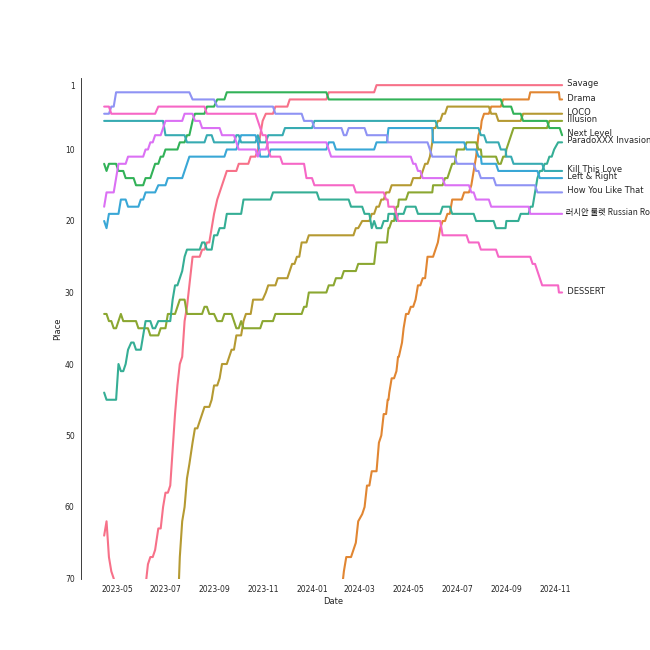 1
10
20
30
40
50
60
70
Place
2023-05
2023-07
2023-09
2023-11
2024-01
2024-03
2024-05
2024-07
2024-09
2024-11
Date
Savage
Drama
LOCO
Illusion
Next Level
ParadoXXX Invasion
Kill This Love
Left & Right
How You Like That
러시안 룰렛 Russian Ro
DESSERT